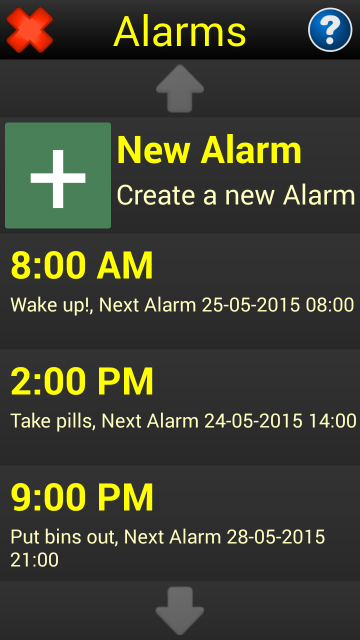 Alarms
?
New Alarm
Create a new Alarm
8:00 AM
Wake up!, Next Alarm 25-05-2015 08:00
2:00 PM
Take pills, Next Alarm 24-05-2015 14:00
9:00 PM
Put bins out, Next Alarm 28-05-2015
21:00